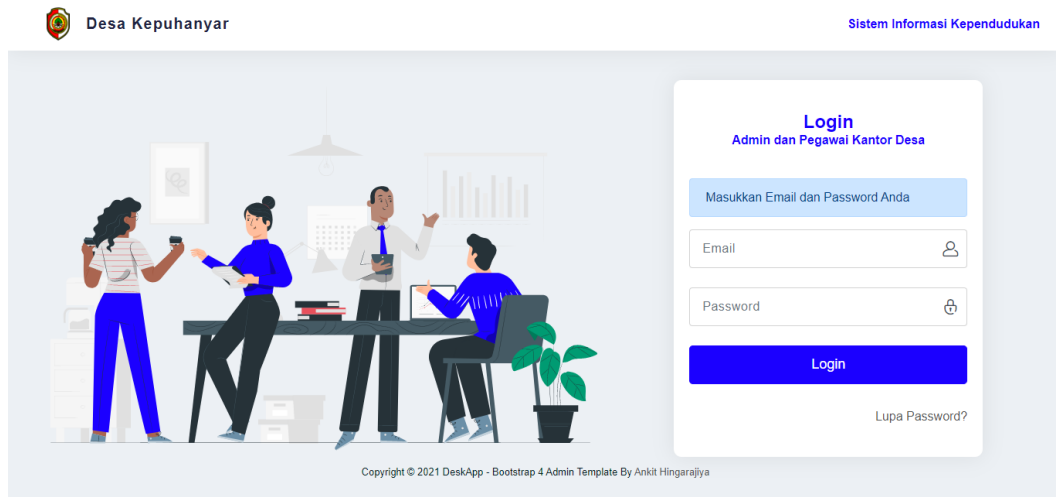 Desa Kepuhanyar
Sistem Informasi Kependudukan
Login
Admin dan Pegawai Kantor Desa
Masukkan Email dan Password Anda
Email
Password
Login
Lupa Password?
Copyright © 2021 DeskApp - Bootstrap 4 Admin Template By Ankit Hingarajiya